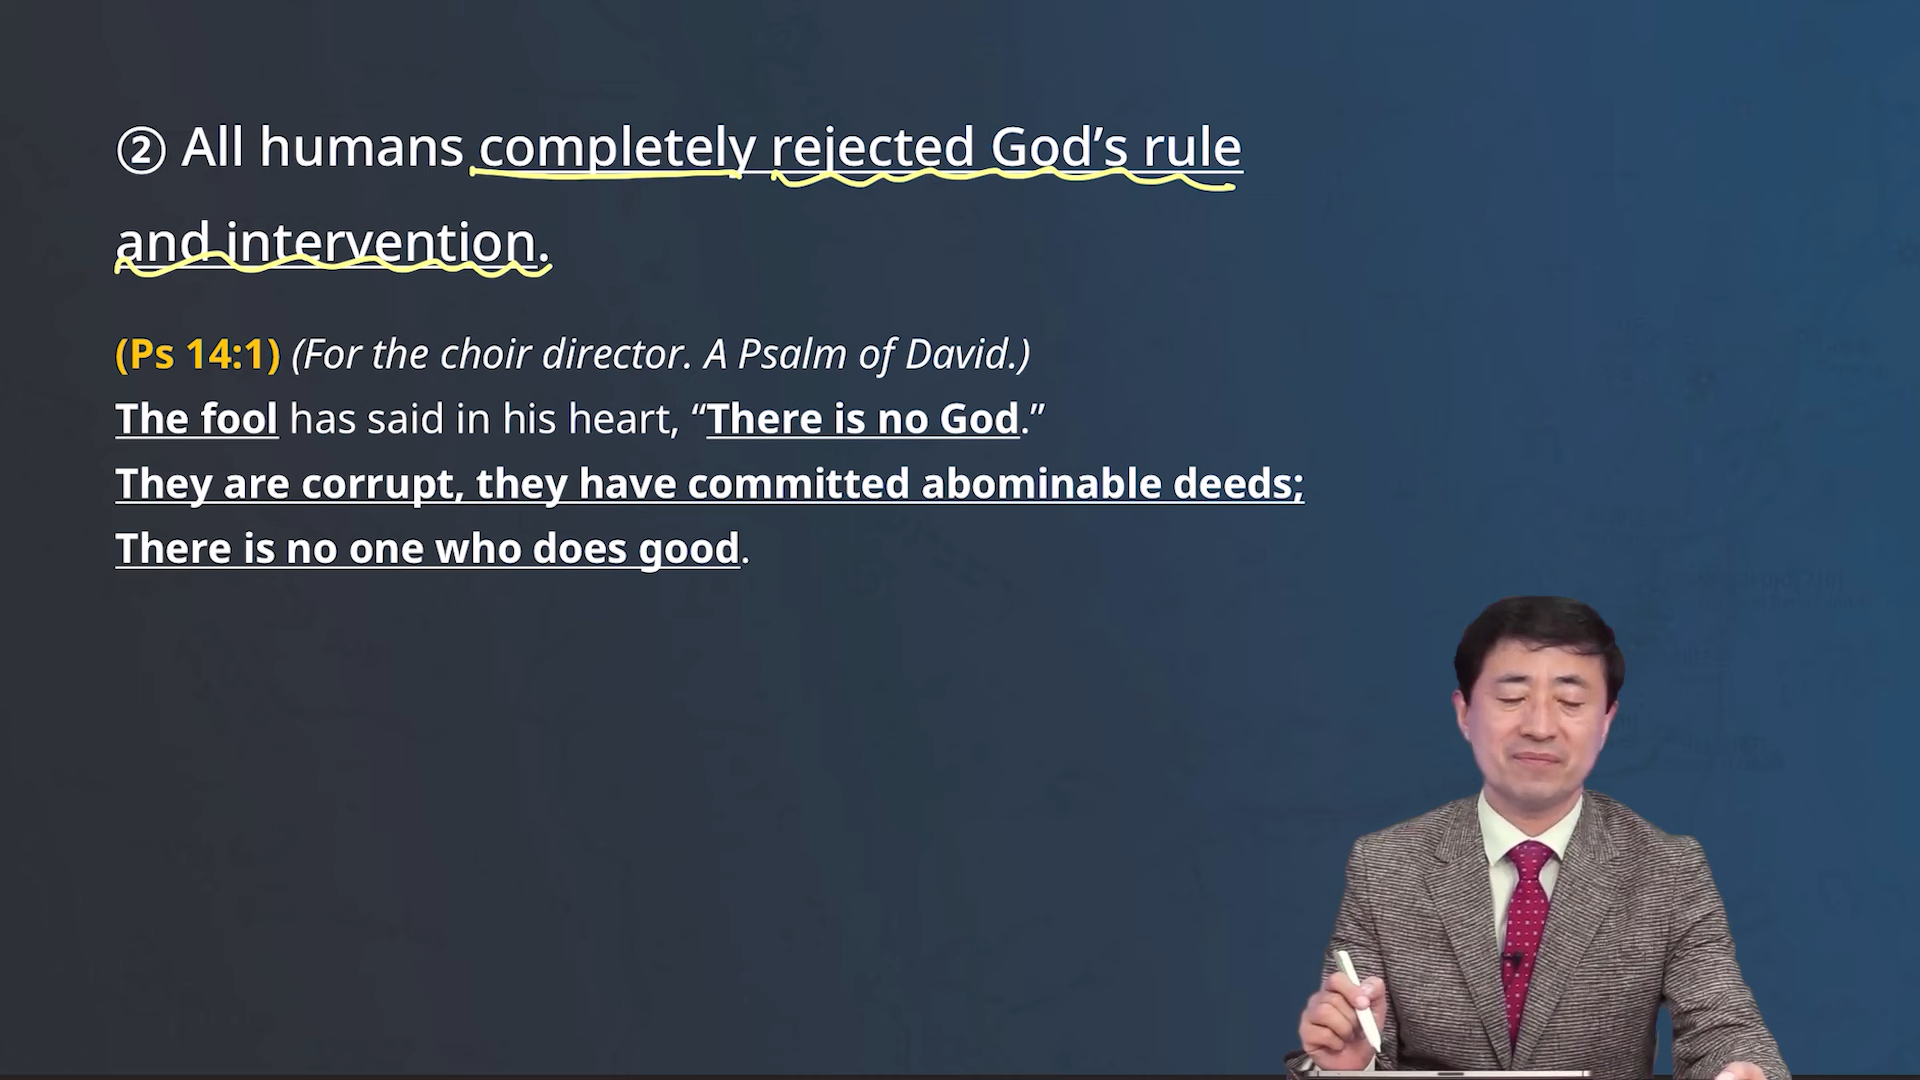 ② All humans completely rejected God’s rule
and intervention.
(Ps 14:1) (For the choir director. A Psalm of David.)
The fool has said in his heart, “There is no God.”
They are corrupt, they have committed abominable deeds;
There is no one who does good.